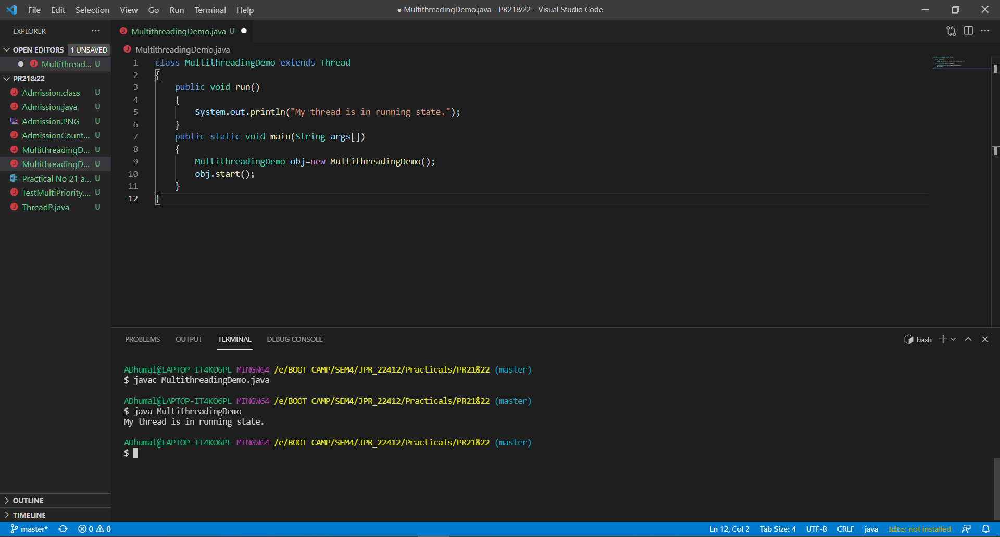 File Edit Selection View Go Run Terminal Help
● MultithreadingDemo.java - PR21&22 - Visual Studio Code
EXPLORER
OPEN EDITORS 1 UNSAVED
Multithread... U
PR21&22
Admission.class U
Admission.java U
Admission.PNG U
AdmissionCount... U
MultithreadingD... U
MultithreadingD... U
Practical No 21 a... U
TestMultiPriority.... U
ThreadP.java U
OUTLINE
TIMELINE
MultithreadingDemo.java U
MultithreadingDemo.java
1 class MultithreadingDemo extends Thread
2 {
3     public void run()
4     {
5         System.out.println("My thread is in running state.");
6     }
7     public static void main(String args[])
8     {
9         MultithreadingDemo obj=new MultithreadingDemo();
10         obj.start();
11     }
12 }
PROBLEMS OUTPUT TERMINAL DEBUG CONSOLE
bash
ADhumal@LAPTOP-IT4KO6PL MINGW64 /e/BOOT CAMP/SEM4/JPR_22412/Practicals/PR21&22 (master)
$ javac MultithreadingDemo.java
ADhumal@LAPTOP-IT4KO6PL MINGW64 /e/BOOT CAMP/SEM4/JPR_22412/Practicals/PR21&22 (master)
$ java MultithreadingDemo
My thread is in running state.
ADhumal@LAPTOP-IT4KO6PL MINGW64 /e/BOOT CAMP/SEM4/JPR_22412/Practicals/PR21&22 (master)
$
master* 0 0 Ln 12, Col 2 Tab Size: 4 UTF-8 CRLF java kite: not installed